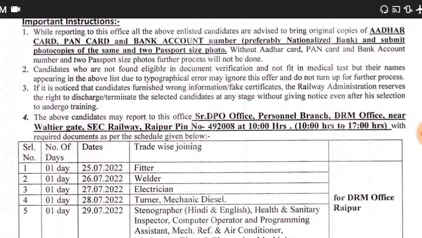 Important Instructions:-
1. While reporting to this office all the above enlisted candidates are advised to bring original copies of AADHAR
CARD, PAN CARD and BANK ACCOUNT number (preferably Nationalized Bank) and submit
photocopies of the same and two Passport size photo. Without Aadhar card, PAN card and Bank Account
number and two Passport size photos further process will not be done.
2. Candidates who are not found eligible in document verification and not fit in medical test but their names
appearing in the above list due to typographical error may ignore this offer and do not turn up for further process.
3. If it is noticed that candidates furnished wrong information/fake certificates, the Railway Administration reserves
the right to discharge/terminate the selected candidates at any stage without giving notice even after his selection
to undergo training.
4. The above candidates may report to this office Sr.DPO Office, Personnel Branch, DRM Office, near
Waltier gate, SEC Railway, Raipur Pin No- 492008 at 10:00 Hrs . (10:00 hrs to 17:00 hrs) with
required documents as per the schedule given below:-
Srl. No. Of Dates Trade wise joining
No. Days
1 01 day 25.07.2022 Fitter
2 01 day 26.07.2022 Welder
3 01 day 27.07.2022 Electrician
4 01 day 28.07.2022 Turner, Mechanic Diesel. for DRM Office
5 01 day 29.07.2022 Stenographer (Hindi & English), Health & Sanitary Raipur
Inspector, Computer Operator and Programming
Assistant, Mech. Ref. & Air Conditioner,